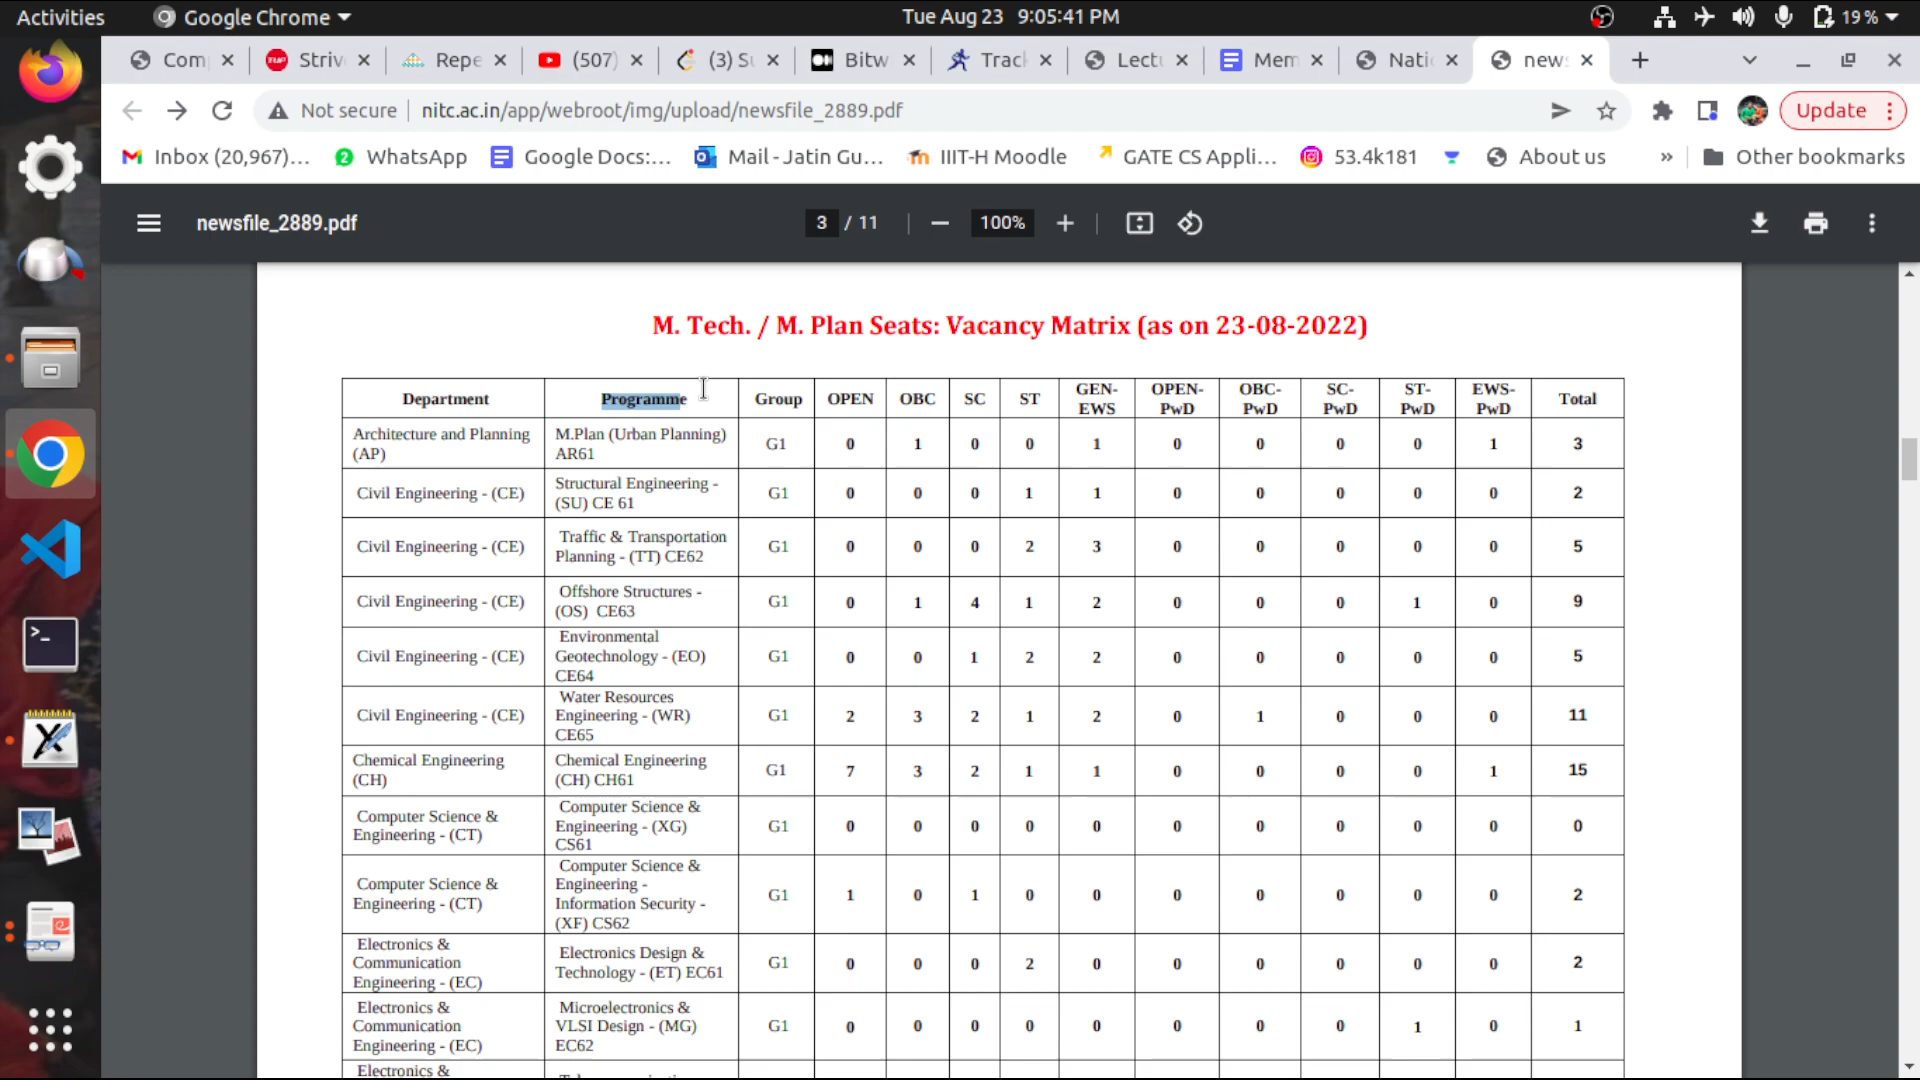 Activities Google Chrome Tue Aug 23 9:05:41 PM 19 %
Com Striv Repe (507) (3) Su Bitw Track Lectu Mem Nati news
Not secure nitc.ac.in/app/webroot/img/upload/newsfile_2889.pdf Update
Inbox (20,967)... WhatsApp Google Docs:... Mail - Jatin Gu... IIIT-H Moodle GATE CS Appli... 53.4k181 About us » Other bookmarks
newsfile_2889.pdf 3 / 11 100%
M. Tech. / M. Plan Seats: Vacancy Matrix (as on 23-08-2022)
Department Programme Group OPEN OBC SC ST GEN-EWS OPEN-PwD OBC-PwD SC-PwD ST-PwD EWS-PwD Total
Architecture and Planning (AP) M.Plan (Urban Planning) AR61 G1 0 1 0 0 1 0 0 0 0 1 3
Civil Engineering - (CE) Structural Engineering - (SU) CE 61 G1 0 0 0 1 1 0 0 0 0 0 2
Civil Engineering - (CE) Traffic & Transportation Planning - (TT) CE62 G1 0 0 0 2 3 0 0 0 0 0 5
Civil Engineering - (CE) Offshore Structures - (OS) CE63 G1 0 1 4 1 2 0 0 0 1 0 9
Civil Engineering - (CE) Environmental Geotechnology - (EO) CE64 G1 0 0 1 2 2 0 0 0 0 0 5
Civil Engineering - (CE) Water Resources Engineering - (WR) CE65 G1 2 3 2 1 2 0 1 0 0 0 11
Chemical Engineering (CH) Chemical Engineering (CH) CH61 G1 7 3 2 1 1 0 0 0 0 1 15
Computer Science & Engineering - (CT) Computer Science & Engineering - (XG) CS61 G1 0 0 0 0 0 0 0 0 0 0 0
Computer Science & Engineering - (CT) Computer Science & Engineering - Information Security - (XF) CS62 G1 1 0 1 0 0 0 0 0 0 0 2
Electronics & Communication Engineering - (EC) Electronics Design & Technology - (ET) EC61 G1 0 0 0 2 0 0 0 0 0 0 2
Electronics & Communication Engineering - (EC) Microelectronics & VLSI Design - (MG) EC62 G1 0 0 0 0 0 0 0 0 1 0 1
Electronics &